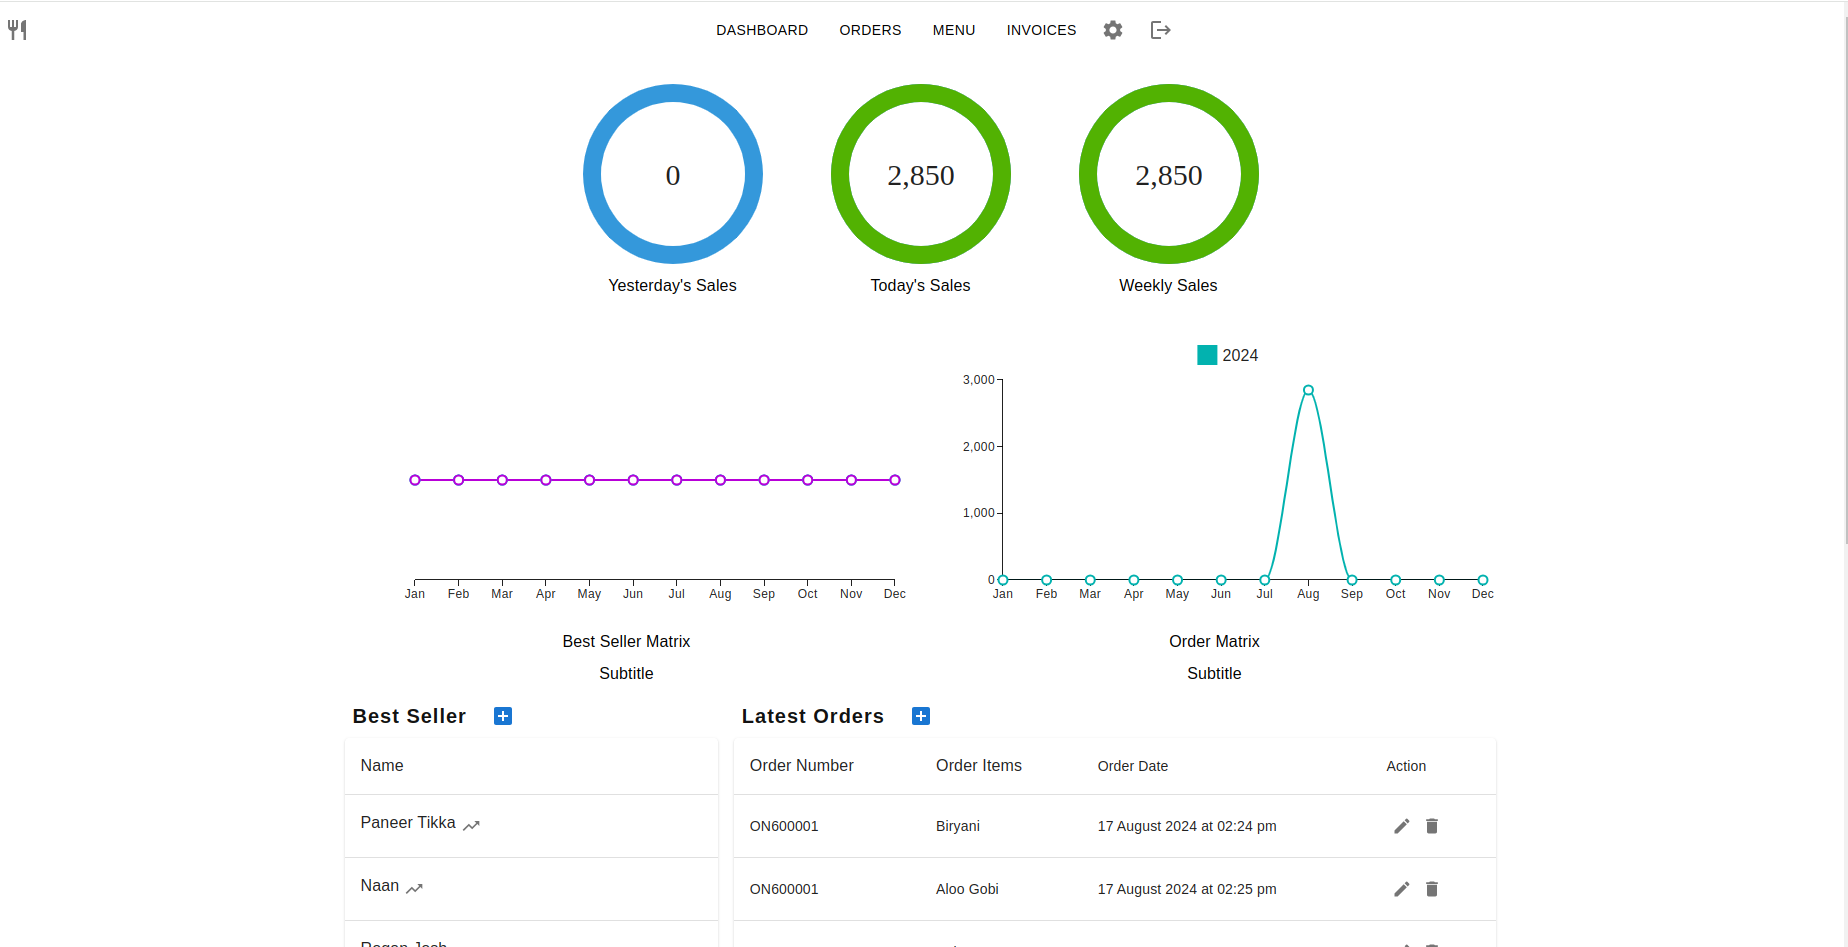 DASHBOARD ORDERS MENU INVOICES
0 2,850 2,850
Yesterday's Sales Today's Sales Weekly Sales
2024
3,000
2,000
1,000
0
Jan Feb Mar Apr May Jun Jul Aug Sep Oct Nov Dec
Jan Feb Mar Apr May Jun Jul Aug Sep Oct Nov Dec
Best Seller Matrix
Subtitle
Order Matrix
Subtitle
Best Seller
Name
Paneer Tikka
Naan
Rogan Josh
Latest Orders
Order Number Order Items Order Date Action
ON600001 Biryani 17 August 2024 at 02:24 pm
ON600001 Aloo Gobi 17 August 2024 at 02:25 pm